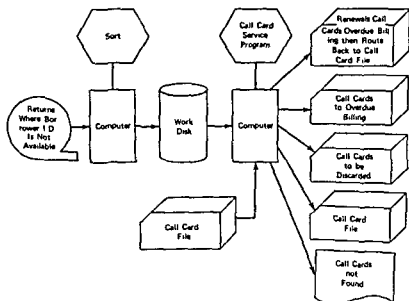 Sort
Call Card
Service
Program
Renewals Call
Cards Overdue Bill
ing then Route
Back to Call
Card File
Returns
Where Bor
rower I D
Is Not
Available
Computer
Work
Disk
Computer
Call Cards
to Overdue
Billing
Call Cards
to be
Discarded
Call Card
File
Call Card
File
Call Cards
not
Found